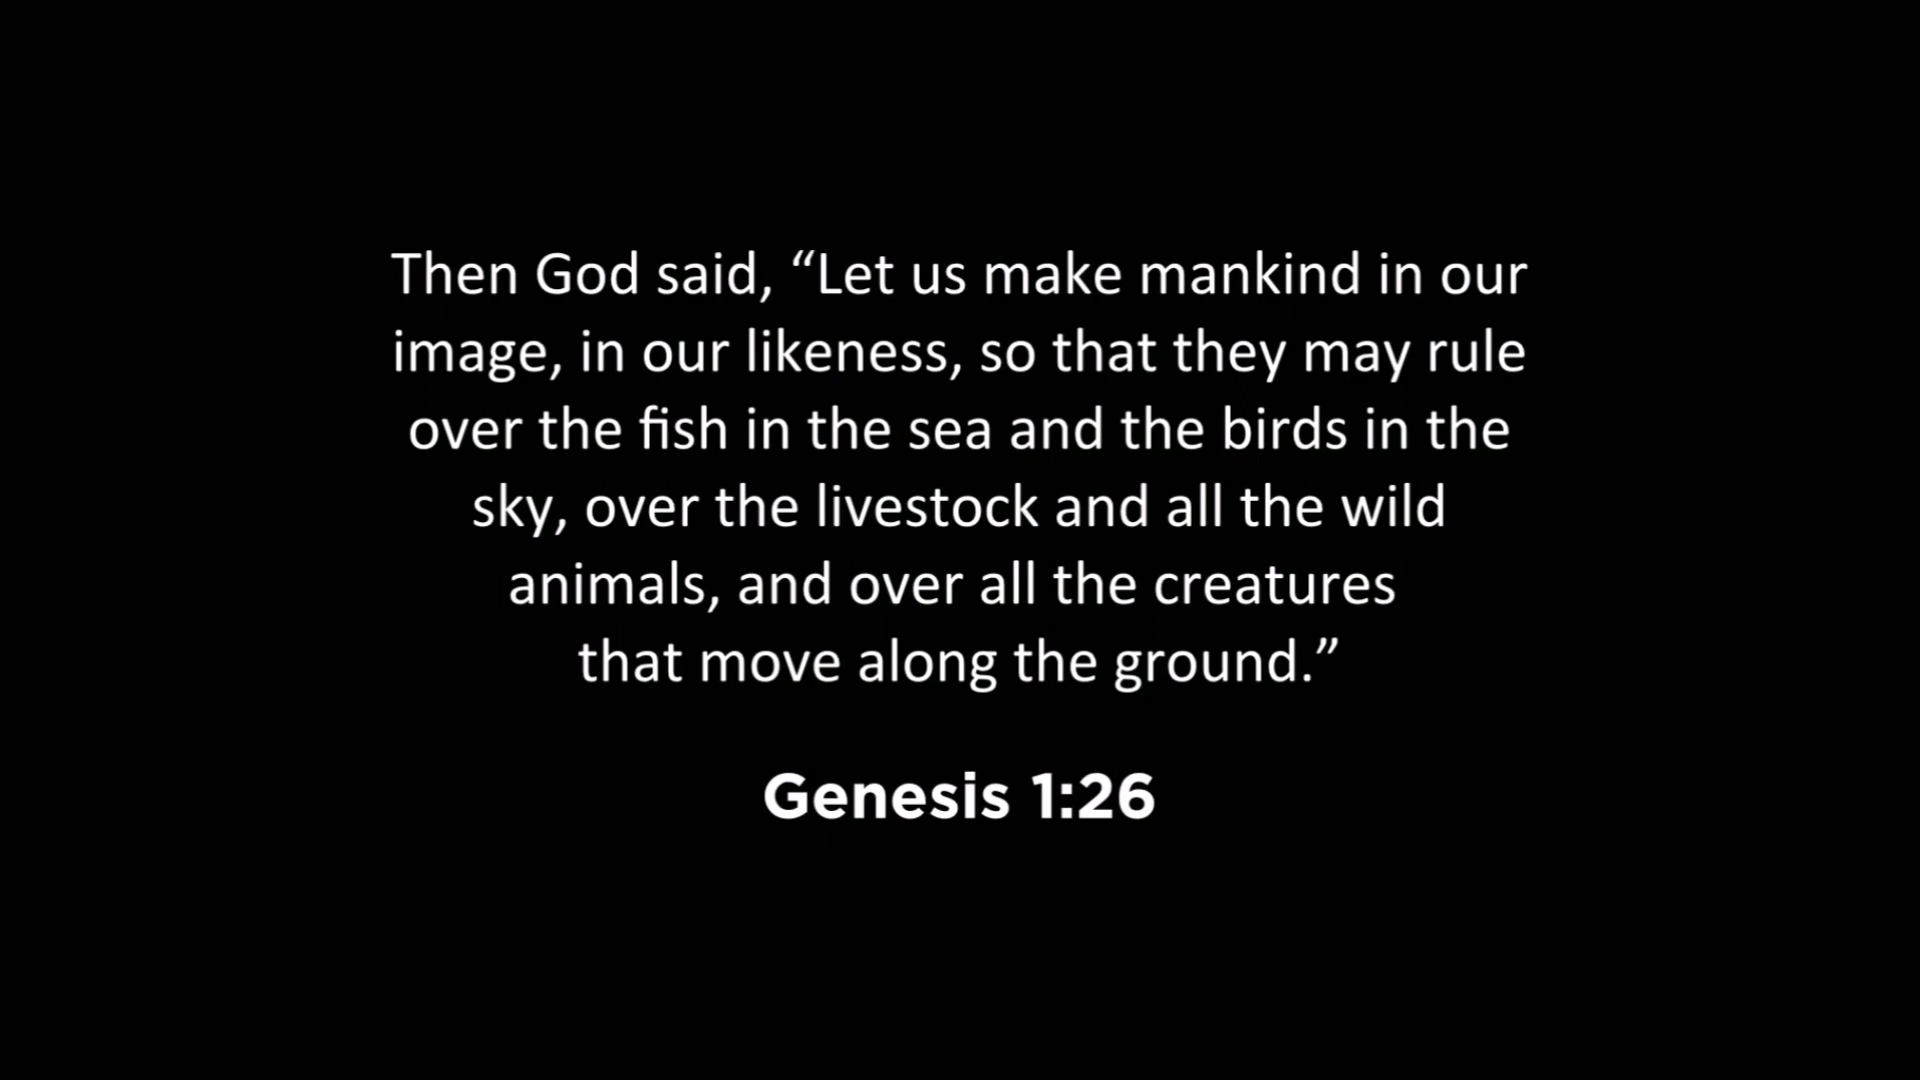 Then God said, “Let us make mankind in our
image, in our likeness, so that they may rule
over the fish in the sea and the birds in the
sky, over the livestock and all the wild
animals, and over all the creatures
that move along the ground.”
Genesis 1:26